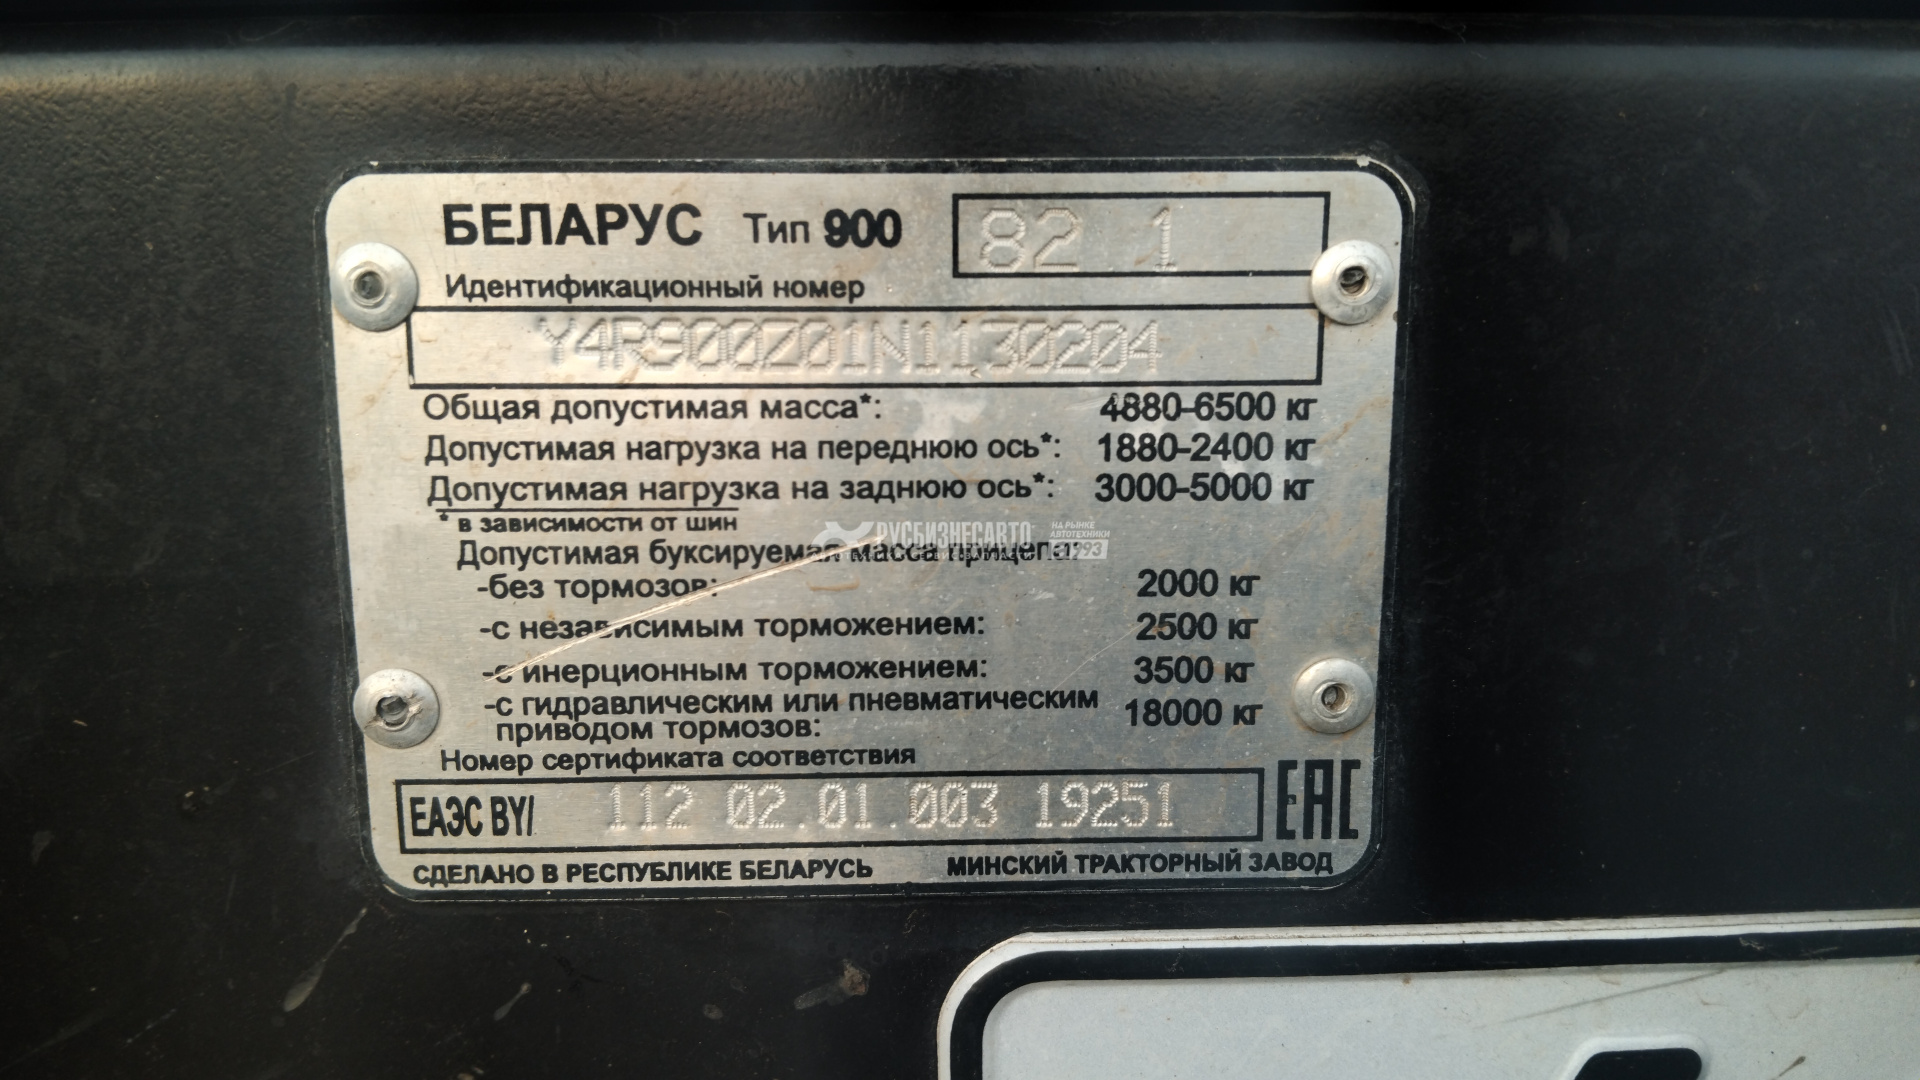 БЕЛАРУС Тип 900 82.1
Идентификационный номер
Y4R900Z01N1130204
Общая допустимая масса*: 4880-6500 кг
Допустимая нагрузка на переднюю ось*: 1880-2400 кг
Допустимая нагрузка на заднюю ось*: 3000-5000 кг
* в зависимости от шин
РУСБИЗНЕСАВТО НА РЫНКЕ АВТОТЕХНИКИ
Допустимая буксируемая масса прицепа:
-без тормозов: 2000 кг
-с независимым торможением: 2500 кг
-с инерционным торможением: 3500 кг
-с гидравлическим или пневматическим
приводом тормозов: 18000 кг
Номер сертификата соответствия
ЕАЭС BY/ 112 02.01.003 19251 EAC
СДЕЛАНО В РЕСПУБЛИКЕ БЕЛАРУСЬ МИНСКИЙ ТРАКТОРНЫЙ ЗАВОД